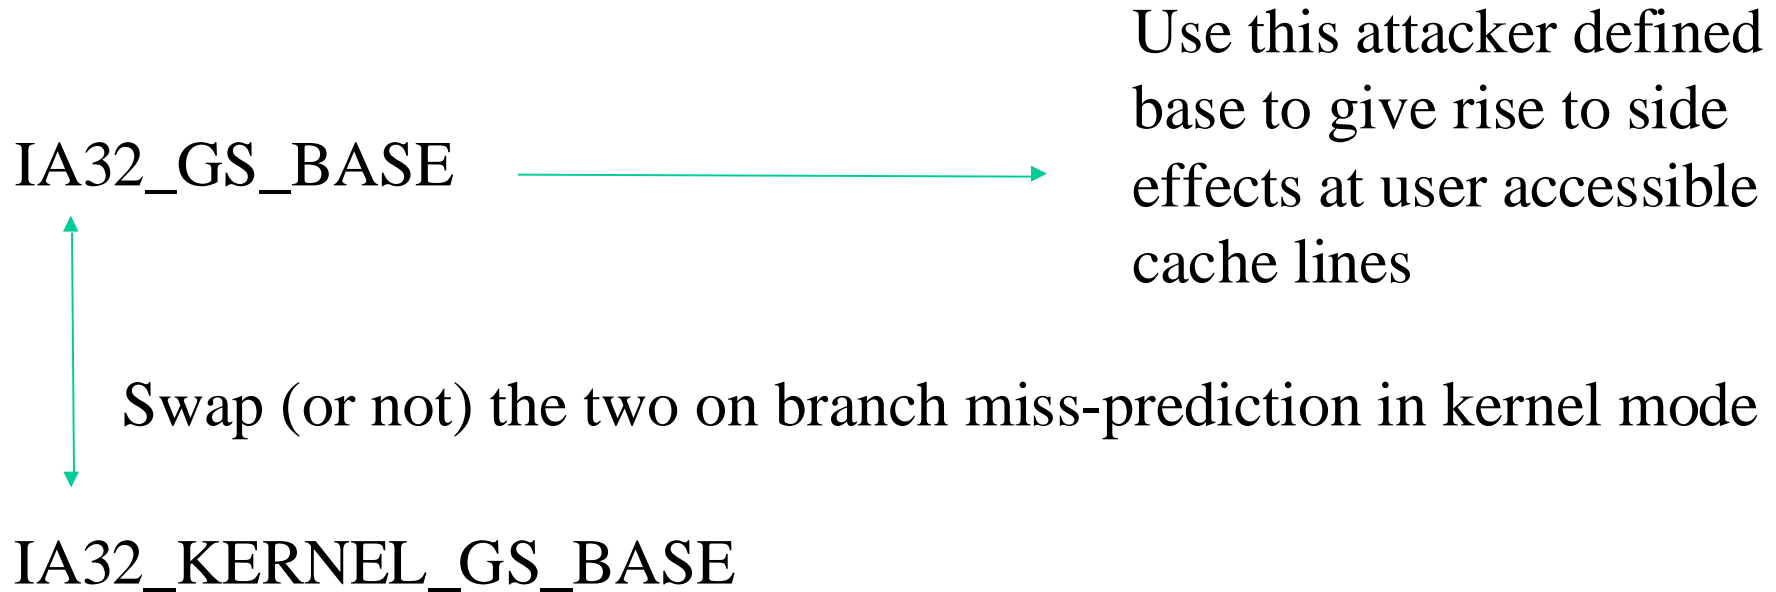 Use this attacker defined
base to give rise to side
effects at user accessible
cache lines
IA32_GS_BASE
Swap (or not) the two on branch miss-prediction in kernel mode
IA32_KERNEL_GS_BASE